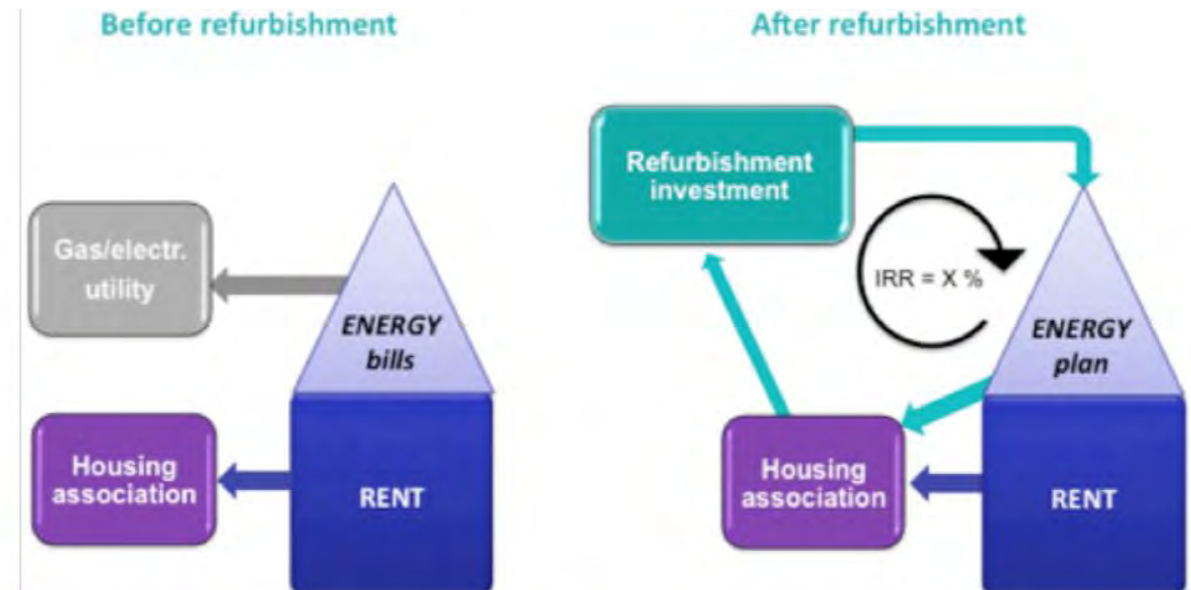 Before refurbishment
After refurbishment
Refurbishment
investment
Gas/electr.
utility
IRR = X %
ENERGY
bills
ENERGY
plan
Housing
association
RENT
Housing
association
RENT